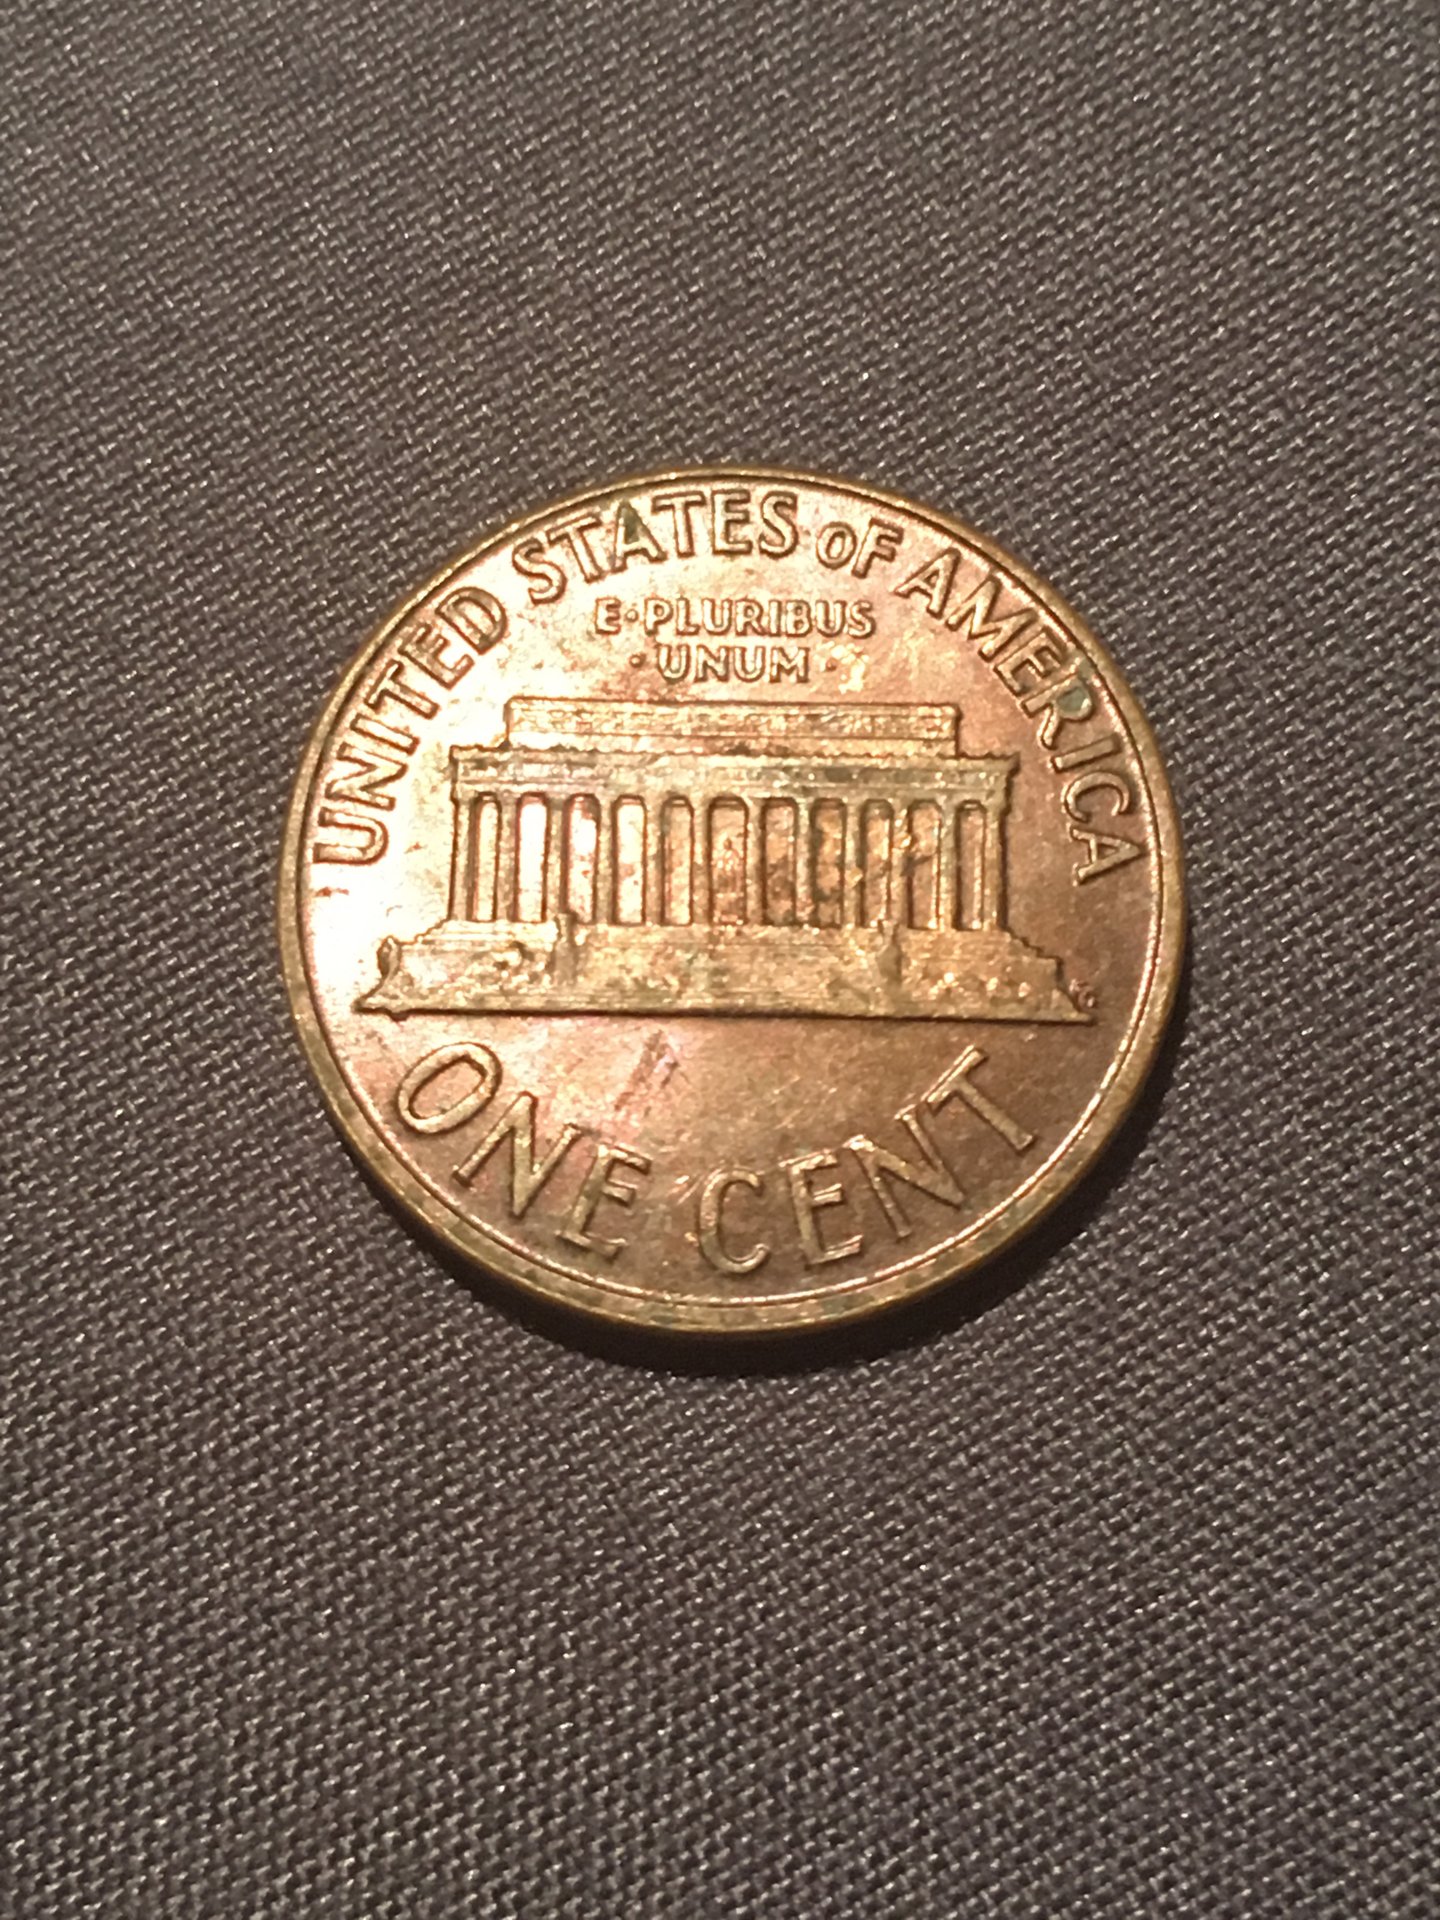 UNITED STATES OF AMERICA
E·PLURIBUS
·UNUM·
ONE CENT